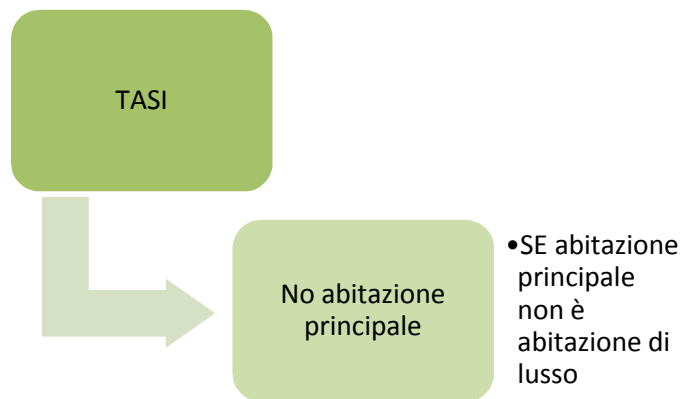 TASI
No abitazione
principale
•SE abitazione
principale
non è
abitazione di
lusso